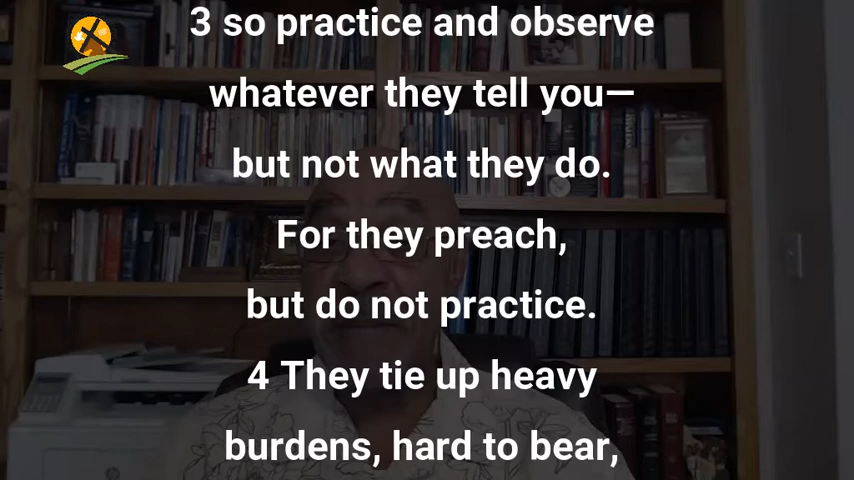 3 so practice and observe
whatever they tell you—
but not what they do.
For they preach,
but do not practice.
4 They tie up heavy
burdens, hard to bear,